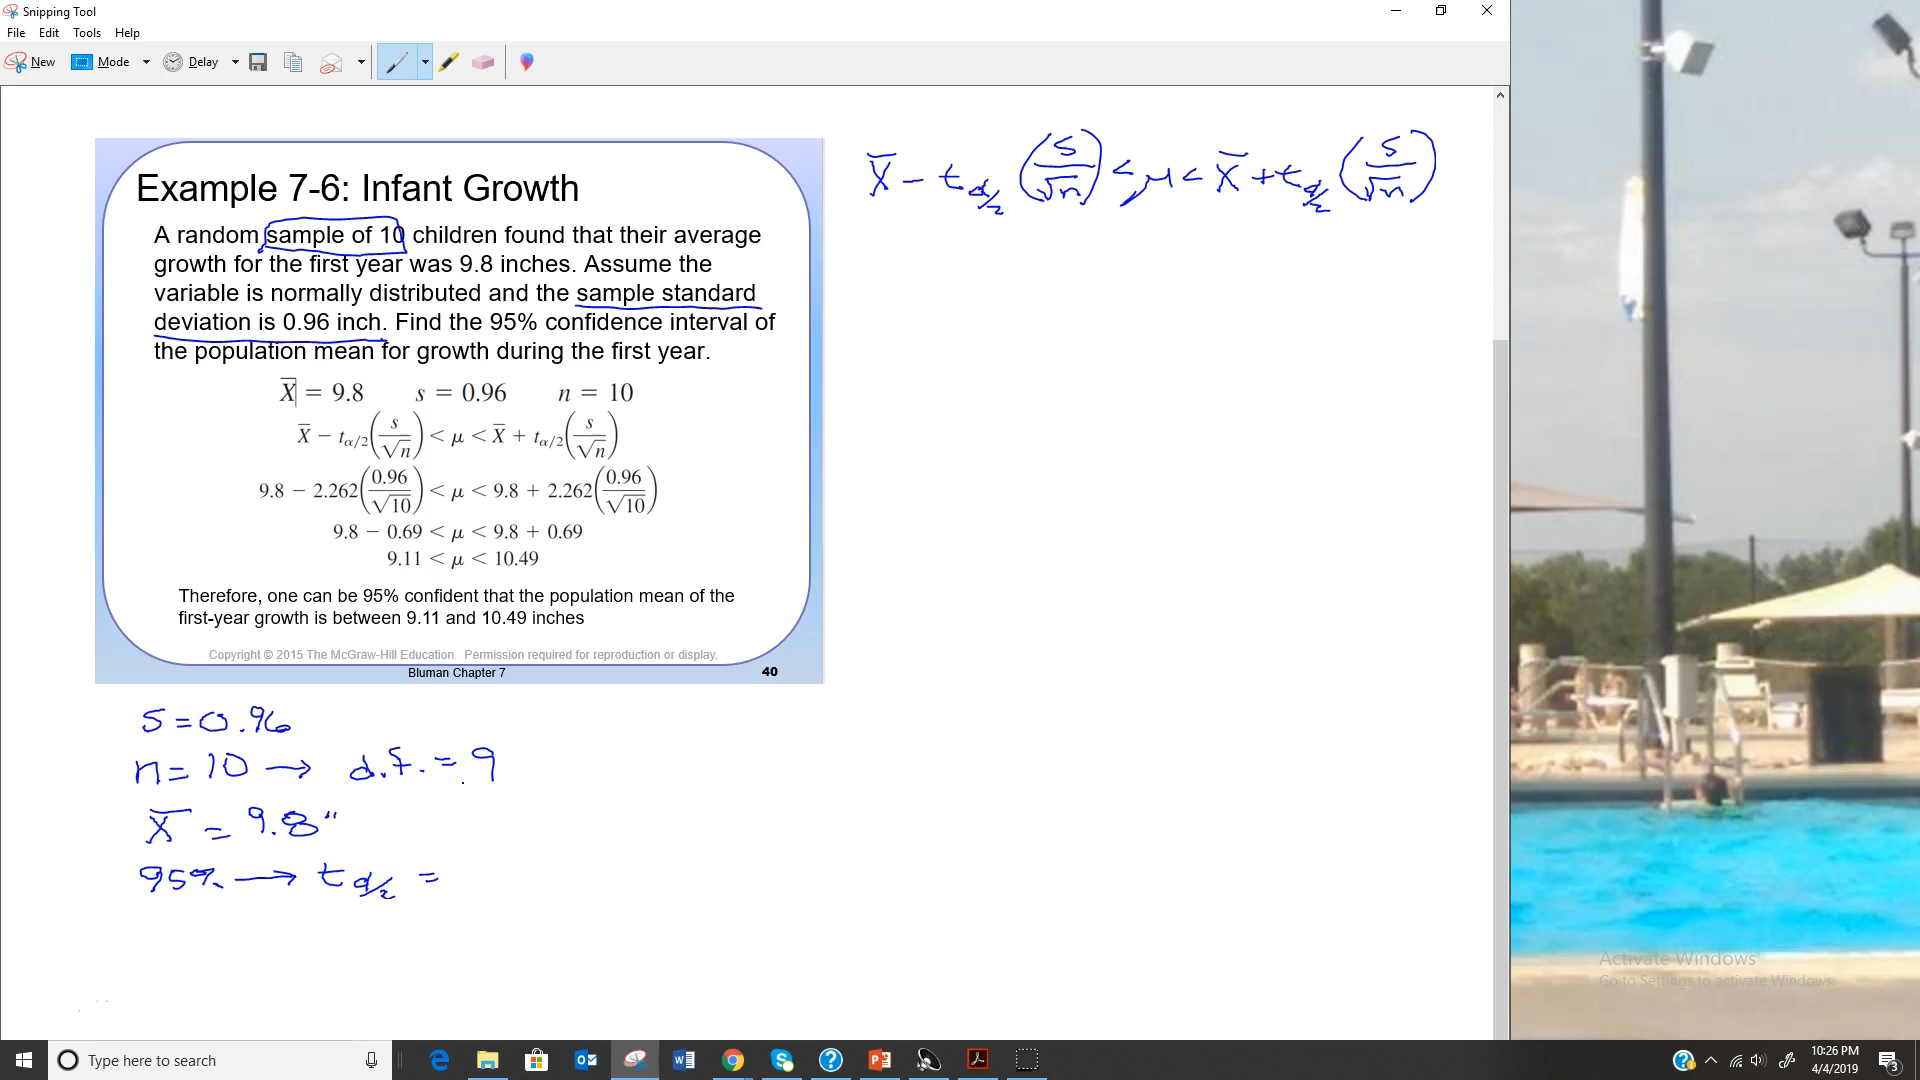 Snipping Tool
File Edit Tools Help
New Mode Delay
Example 7-6: Infant Growth
A random sample of 10 children found that their average
growth for the first year was 9.8 inches. Assume the
variable is normally distributed and the sample standard
deviation is 0.96 inch. Find the 95% confidence interval of
the population mean for growth during the first year.
X̅ = 9.8 s = 0.96 n = 10
X̅ − t_{α/2}(s/√n) < μ < X̅ + t_{α/2}(s/√n)
9.8 − 2.262(0.96/√10) < μ < 9.8 + 2.262(0.96/√10)
9.8 − 0.69 < μ < 9.8 + 0.69
9.11 < μ < 10.49
Therefore, one can be 95% confident that the population mean of the
first-year growth is between 9.11 and 10.49 inches
Copyright © 2015 The McGraw-Hill Education. Permission required for reproduction or display.
Bluman Chapter 7 40
X̅ − t_{α/2}(s/√n) < μ < X̅ + t_{α/2}(s/√n)
s = 0.96
n = 10 → d.f. = 9
X̅ = 9.8"
95% → t_{α/2} =
Activate Windows
Go to Settings to activate Windows.
Type here to search
10:26 PM
4/4/2019
3